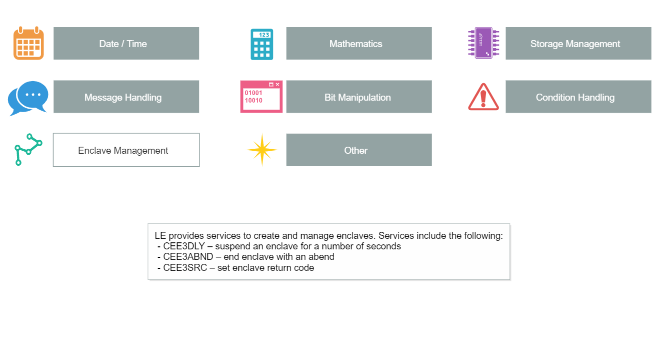 Date / Time
123
Mathematics
Storage Management
Message Handling
01001
10010
Bit Manipulation
Condition Handling
Enclave Management
Other
LE provides services to create and manage enclaves. Services include the following:
- CEE3DLY – suspend an enclave for a number of seconds
- CEE3ABND – end enclave with an abend
- CEE3SRC – set enclave return code